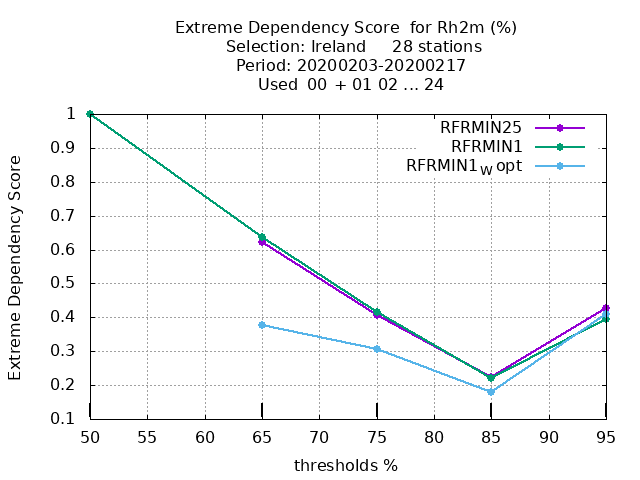 Extreme Dependency Score for Rh2m (%)
Selection: Ireland 28 stations
Period: 20200203-20200217
Used 00 + 01 02 ... 24
RFRMIN25
RFRMIN1
RFRMIN1W opt
Extreme Dependency Score
1
0.9
0.8
0.7
0.6
0.5
0.4
0.3
0.2
0.1
50 55 60 65 70 75 80 85 90 95
thresholds %